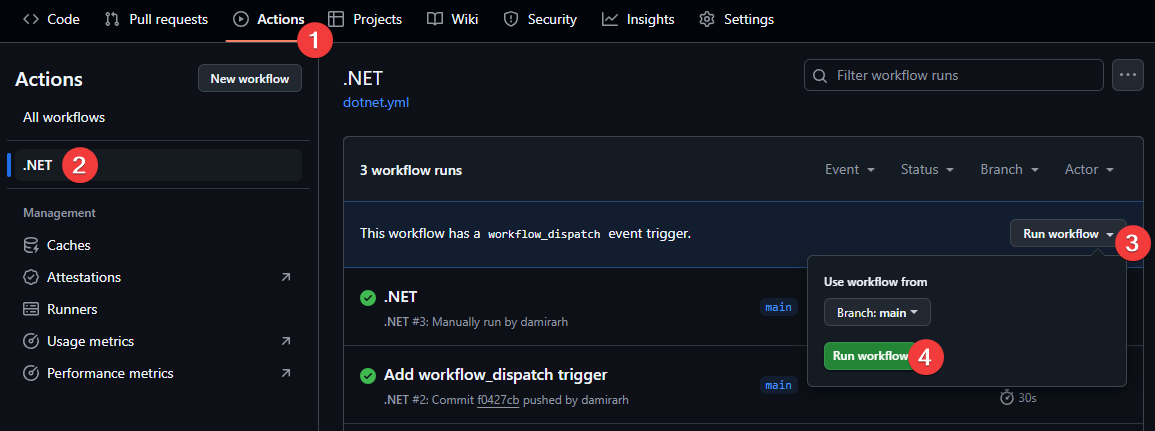 Code Pull requests Actions Projects Wiki Security Insights Settings
1
Actions New workflow
All workflows
.NET 2
Management
Caches
Attestations
Runners
Usage metrics
Performance metrics
.NET
dotnet.yml
Filter workflow runs
3 workflow runs Event Status Branch Actor
This workflow has a workflow_dispatch event trigger. Run workflow 3
Use workflow from
Branch: main
Run workflow 4
.NET main
.NET #3: Manually run by damirarh
Add workflow_dispatch trigger main
.NET #2: Commit f0427cb pushed by damirarh 30s